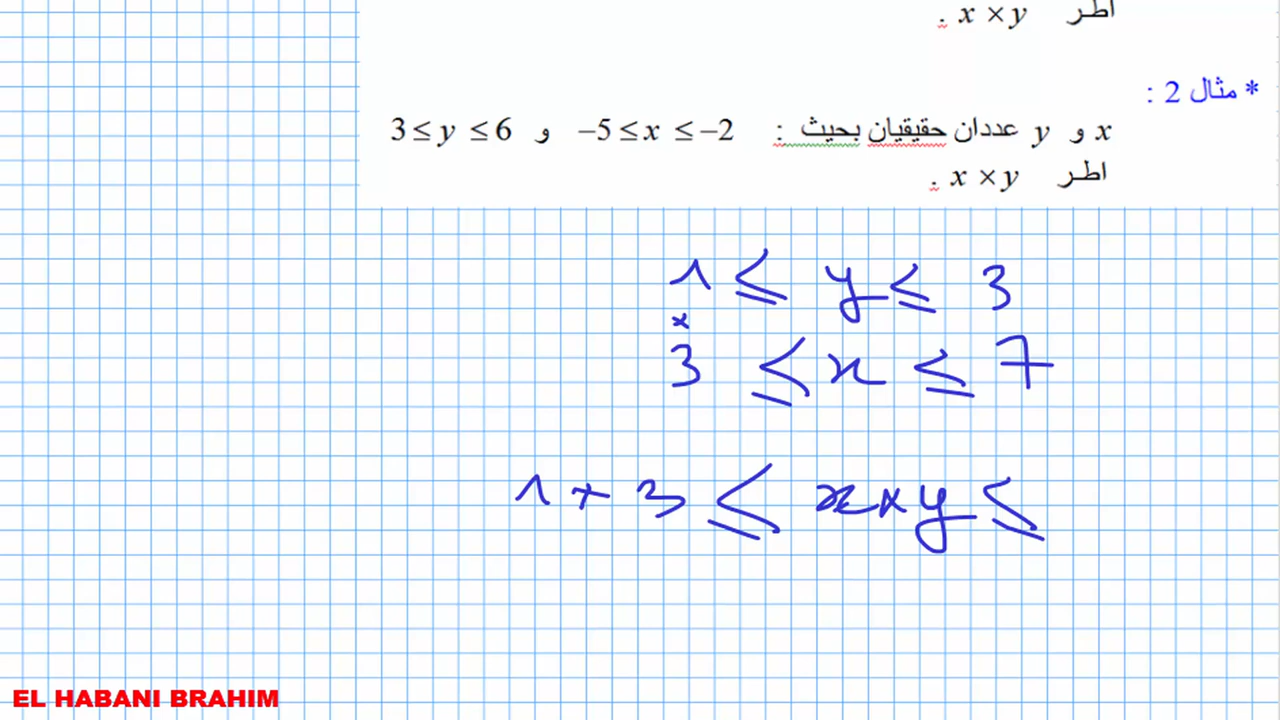 اطر x × y .
* مثال 2 :
x و y عددان حقيقيان بحيث : −5 ≤ x ≤ −2 و 3 ≤ y ≤ 6
اطر x × y .
1 ≤ y ≤ 3
×
3 ≤ x ≤ 7
1 × 3 ≤ x × y ≤
EL HABANI BRAHIM